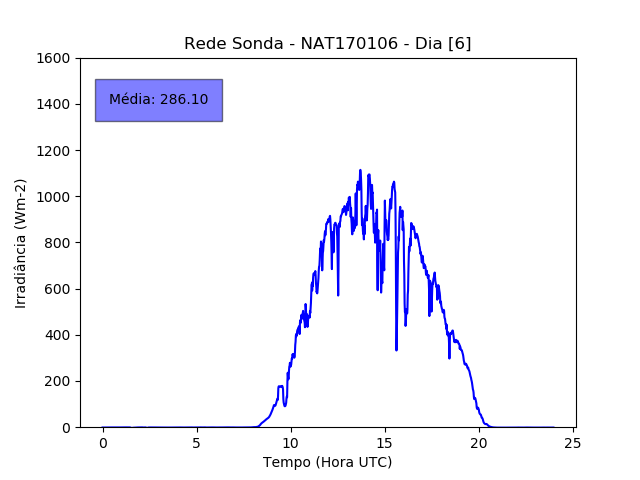 Rede Sonda - NAT170106 - Dia [6]
1600
1400
1200
1000
800
600
400
200
0
Média: 286.10
Irradiância (Wm-2)
0 5 10 15 20 25
Tempo (Hora UTC)